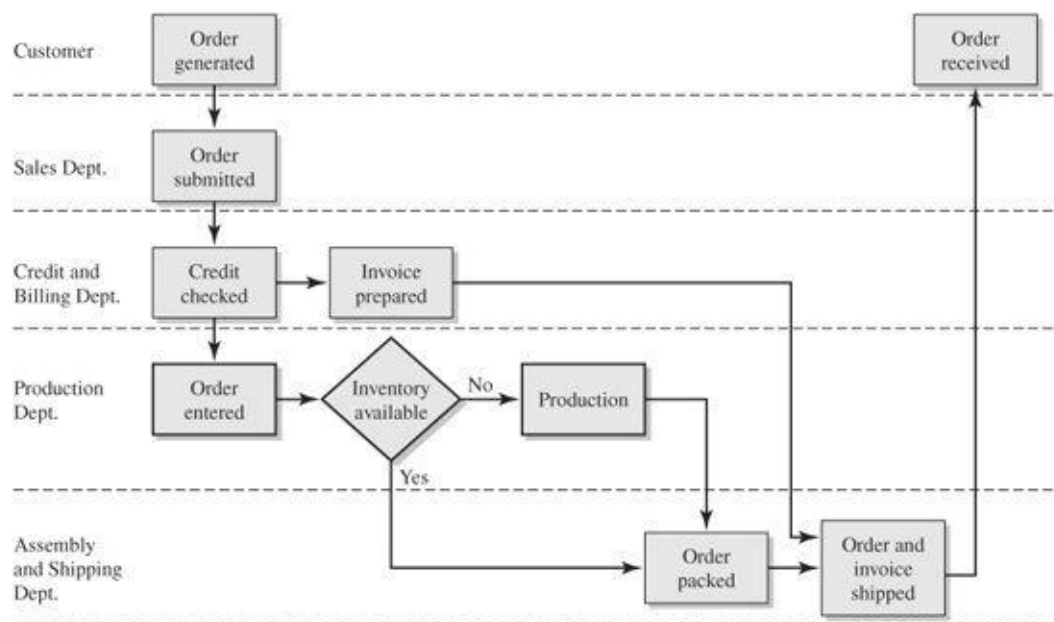 Customer
Order
generated
Order
received
Sales Dept.
Order
submitted
Credit and
Billing Dept.
Credit
checked
Invoice
prepared
Production
Dept.
Order
entered
Inventory
available
No
Production
Yes
Assembly
and Shipping
Dept.
Order
packed
Order and
invoice
shipped